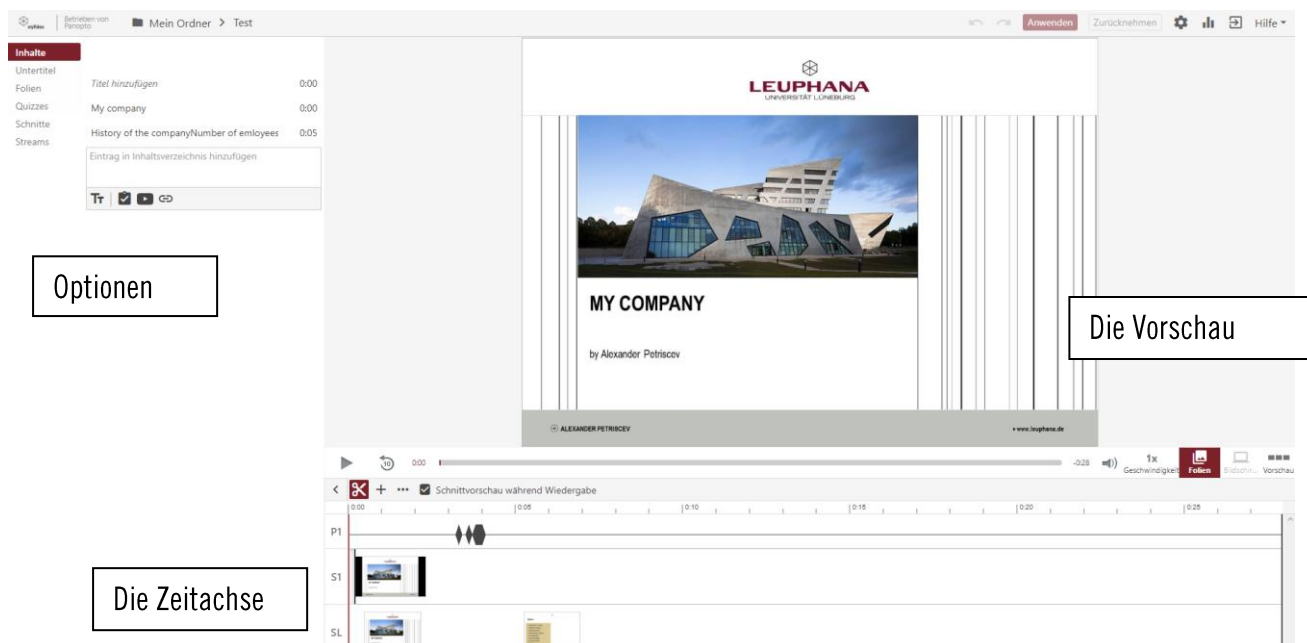 Betrieben von
Panopto
Mein Ordner > Test
Anwenden
Zurücknehmen
Hilfe
Inhalte
Untertitel
Folien
Quizzes
Schnitte
Streams
Titel hinzufügen 0:00
My company 0:00
History of the companyNumber of emloyees 0:05
Eintrag in Inhaltsverzeichnis hinzufügen
Optionen
LEUPHANA
UNIVERSITÄT LÜNEBURG
MY COMPANY
by Alexander Petriscev
ALEXANDER PETRISCEV
www.leuphana.de
Die Vorschau
10
0:00
-0:28
1x
Geschwindigkeit
Folien
Vorschau
Schnittvorschau während Wiedergabe
0:00 0:05 0:10 0:15 0:20 0:25
P1
S1
SL
Die Zeitachse